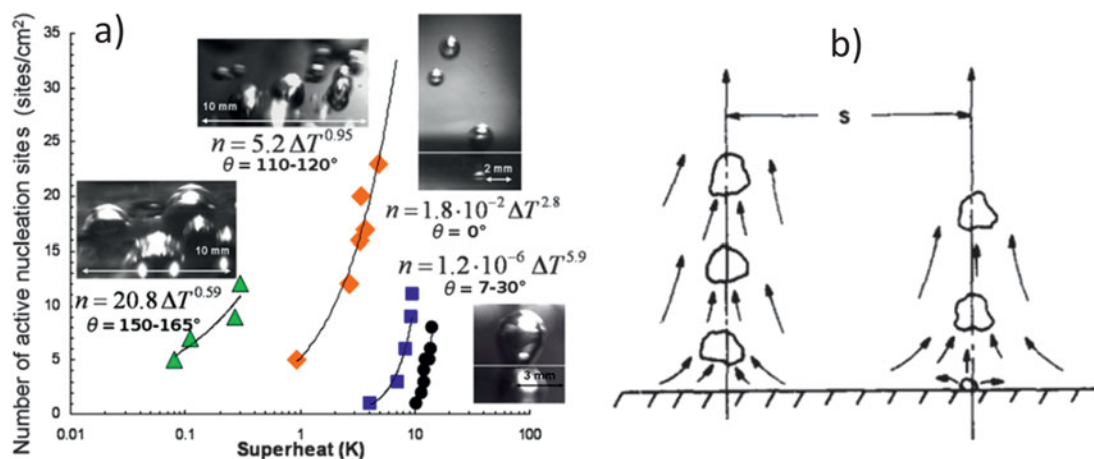 a)
b)
Number of active nucleation sites (sites/cm²)
35
30
25
20
15
10
5
0
0.01
0.1
1
10
100
Superheat (K)
10 mm
n = 5.2 ΔT^0.95
θ = 110-120°
2 mm
n = 1.8·10^-2 ΔT^2.8
θ = 0°
10 mm
n = 20.8 ΔT^0.59
θ = 150-165°
n = 1.2·10^-6 ΔT^5.9
θ = 7-30°
3 mm
S